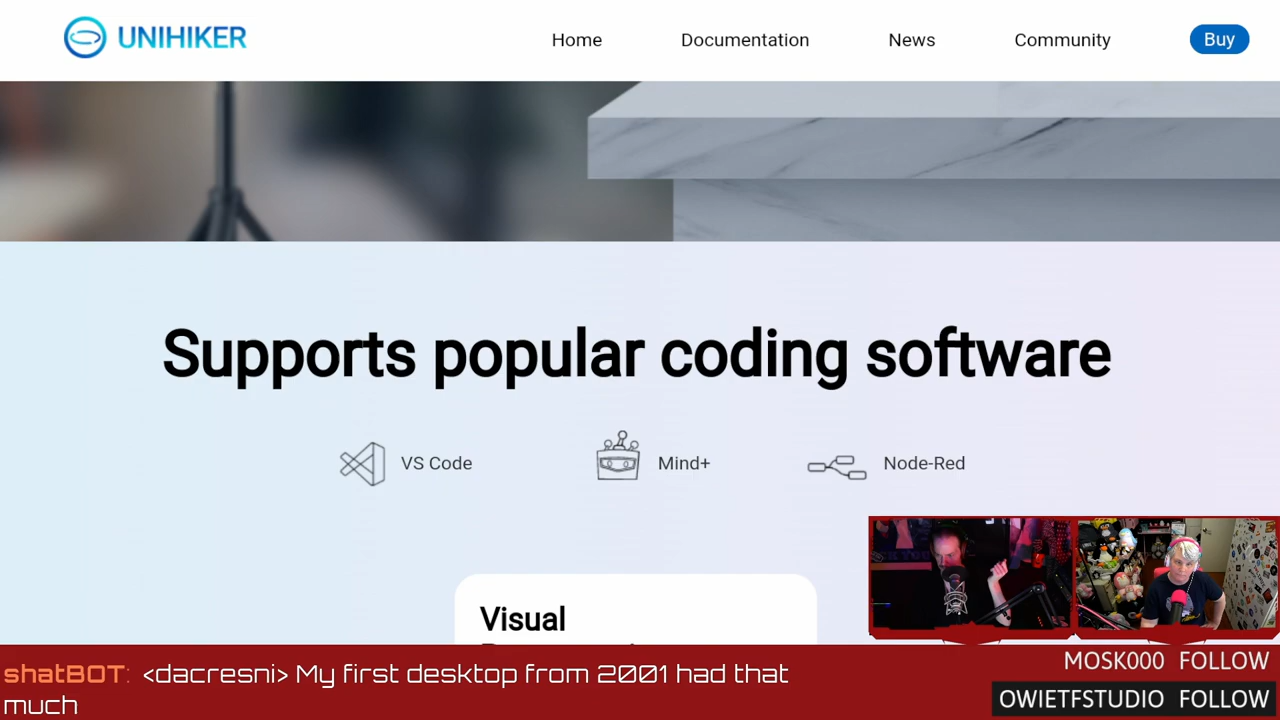 UNIHIKER
Home
Documentation
News
Community
Buy
Supports popular coding software
VS Code
Mind+
Node-Red
Visual
shatBOT: <dacresni> My first desktop from 2001 had that
much
MOSK000 FOLLOW
OWIETFSTUDIO FOLLOW